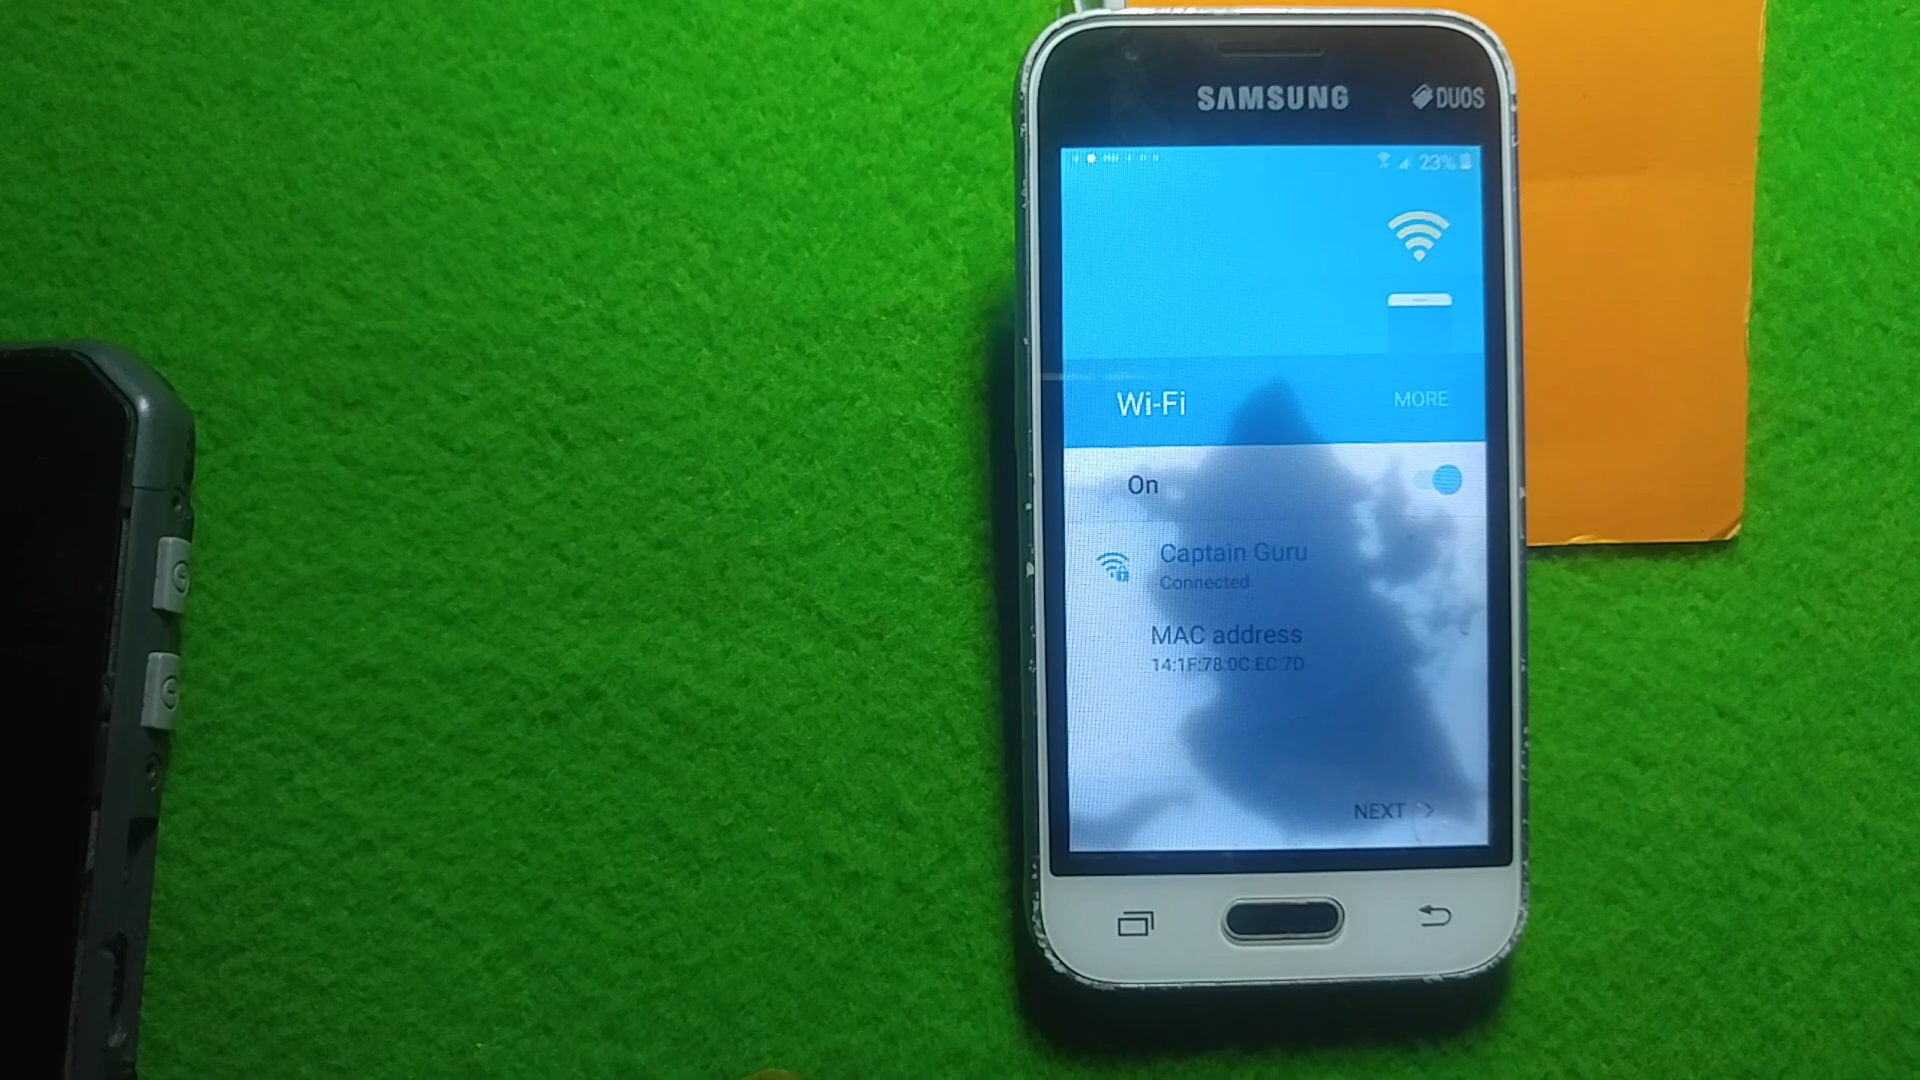 SAMSUNG
DUOS
23%
Wi-Fi
MORE
On
Captain Guru
Connected
MAC address
14:1F:78:0C:EC:7D
NEXT >